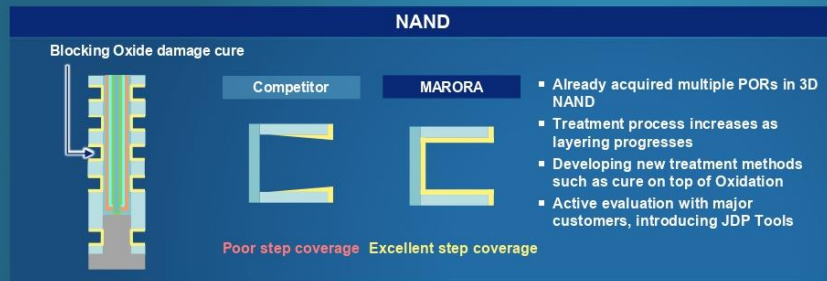 NAND
Blocking Oxide damage cure
Competitor
MARORA
Poor step coverage
Excellent step coverage
▪ Already acquired multiple PORs in 3D
NAND
▪ Treatment process increases as
layering progresses
▪ Developing new treatment methods
such as cure on top of Oxidation
▪ Active evaluation with major
customers, introducing JDP Tools